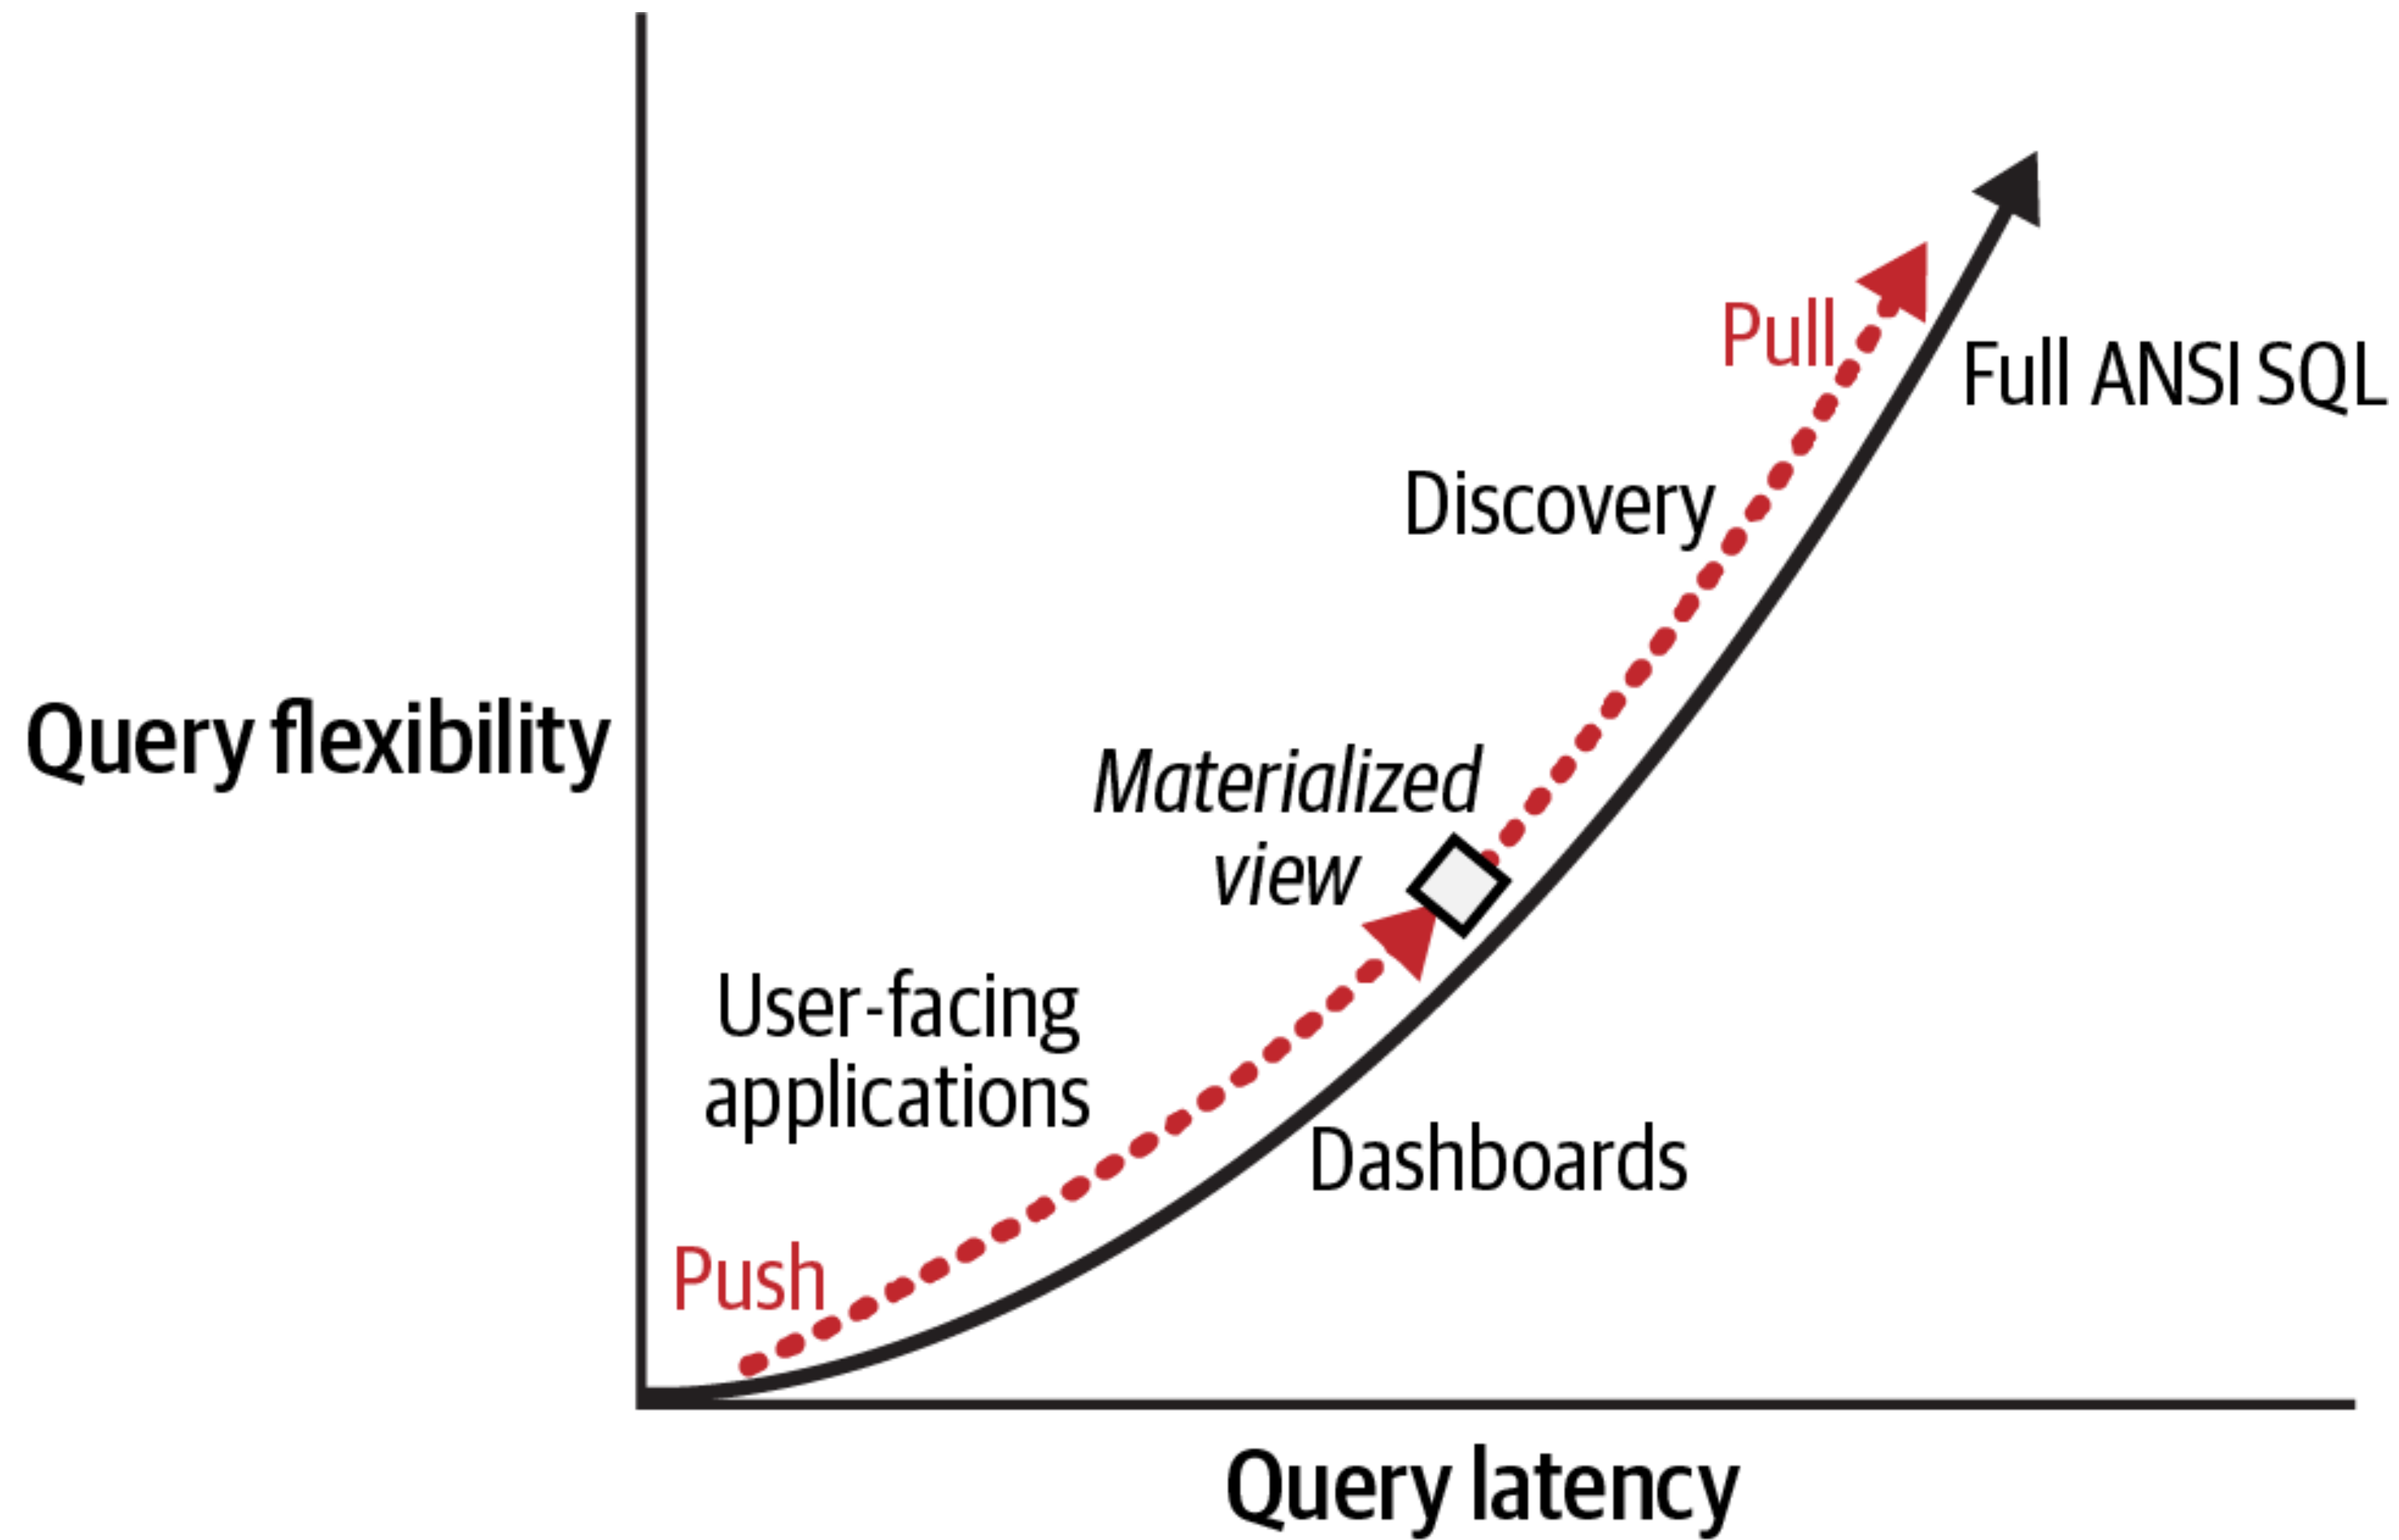 Pull
Full ANSI SQL
Discovery
Query flexibility
Materialized
view
User-facing
applications
Dashboards
Push
Query latency